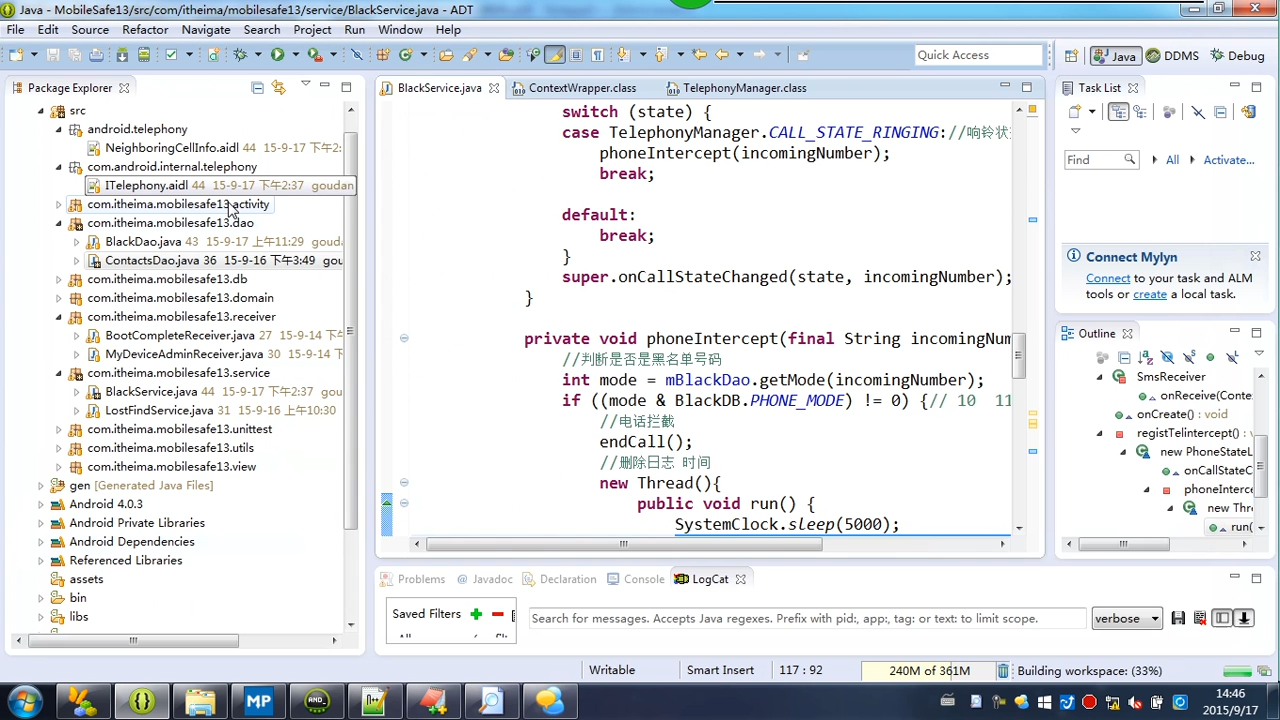 Java - MobileSafe13/src/com/itheima/mobilesafe13/service/BlackService.java - ADT
File Edit Source Refactor Navigate Search Project Run Window Help
Quick Access
Java
DDMS
Debug
Package Explorer
src
android.telephony
NeighboringCellInfo.aidl 44 15-9-17 下午2:
com.android.internal.telephony
ITelephony.aidl 44 15-9-17 下午2:37 goudan
com.itheima.mobilesafe13.activity
com.itheima.mobilesafe13.dao
BlackDao.java 43 15-9-17 上午11:29 gouda
ContactsDao.java 36 15-9-16 下午3:49 gou
com.itheima.mobilesafe13.db
com.itheima.mobilesafe13.domain
com.itheima.mobilesafe13.receiver
BootCompleteReceiver.java 27 15-9-14
MyDeviceAdminReceiver.java 30 15-9-14
com.itheima.mobilesafe13.service
BlackService.java 44 15-9-17 下午2:37 gou
LostFindService.java 31 15-9-16 上午10:30
com.itheima.mobilesafe13.unittest
com.itheima.mobilesafe13.utils
com.itheima.mobilesafe13.view
gen [Generated Java Files]
Android 4.0.3
Android Private Libraries
Android Dependencies
Referenced Libraries
assets
bin
libs
BlackService.java
ContextWrapper.class
TelephonyManager.class
switch (state) {
case TelephonyManager.CALL_STATE_RINGING://响铃状
phoneIntercept(incomingNumber);
break;
default:
break;
}
super.onCallStateChanged(state, incomingNumber);
}
private void phoneIntercept(final String incomingNum
//判断是否是黑名单号码
int mode = mBlackDao.getMode(incomingNumber);
if ((mode & BlackDB.PHONE_MODE) != 0) {// 10 11
//电话拦截
endCall();
//删除日志 时间
new Thread(){
public void run() {
SystemClock.sleep(5000);
Task List
Find
All
Activate...
Connect Mylyn
Connect to your task and ALM
tools or create a local task.
Outline
SmsReceiver
onReceive(Conte
onCreate() : void
registTelintercept() : v
new PhoneStateL
onCallStateC
phoneInterce
new Thr
run(
Problems
Javadoc
Declaration
Console
LogCat
Saved Filters
Search for messages. Accepts Java regexes. Prefix with pid:, app:, tag: or text: to limit scope.
verbose
Writable
Smart Insert
117 : 92
240M of 361M
Building workspace: (33%)
MP
14:46
2015/9/17